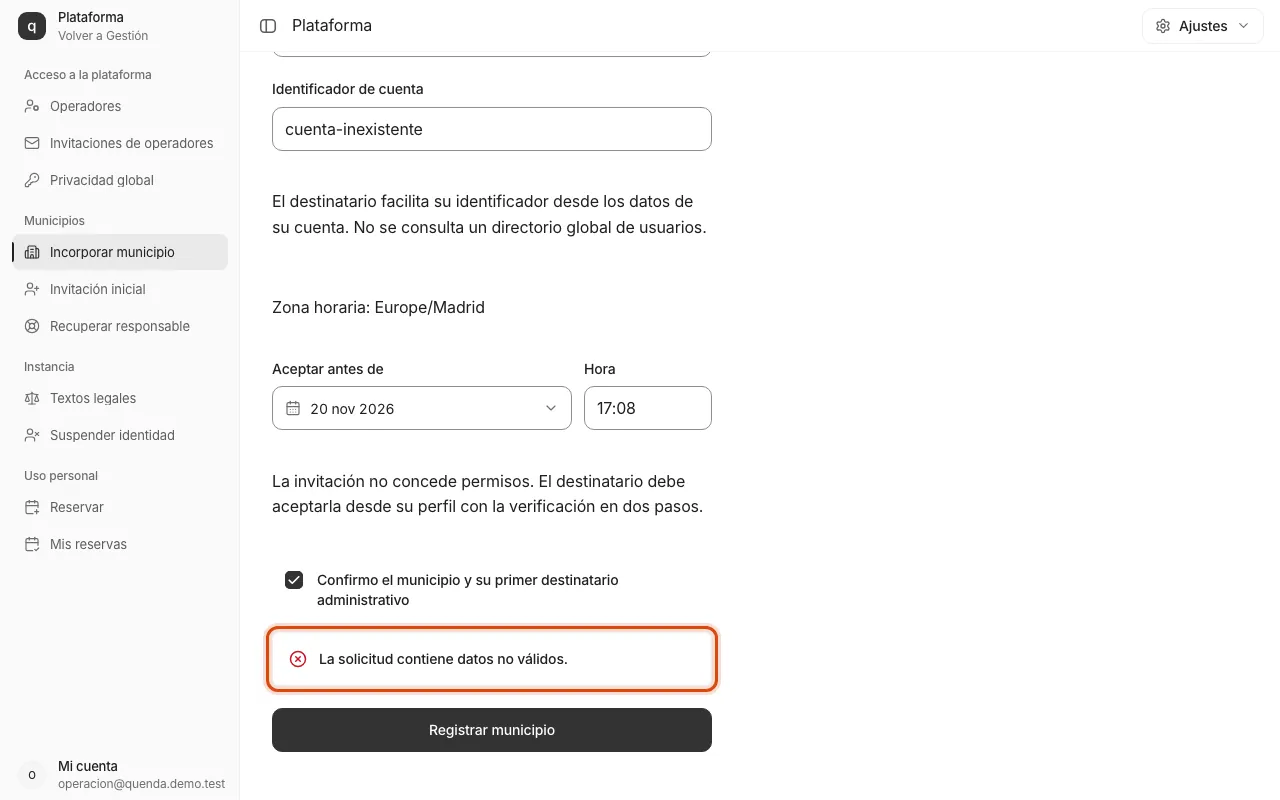 q
Plataforma
Volver a Gestión
Acceso a la plataforma
Operadores
Invitaciones de operadores
Privacidad global
Municipios
Incorporar municipio
Invitación inicial
Recuperar responsable
Instancia
Textos legales
Suspender identidad
Uso personal
Reservar
Mis reservas
O
Mi cuenta
operacion@quenda.demo.test
Plataforma
Ajustes
Identificador de cuenta
cuenta-inexistente
El destinatario facilita su identificador desde los datos de
su cuenta. No se consulta un directorio global de usuarios.
Zona horaria: Europe/Madrid
Aceptar antes de
Hora
20 nov 2026
17:08
La invitación no concede permisos. El destinatario debe
aceptarla desde su perfil con la verificación en dos pasos.
Confirmo el municipio y su primer destinatario
administrativo
La solicitud contiene datos no válidos.
Registrar municipio